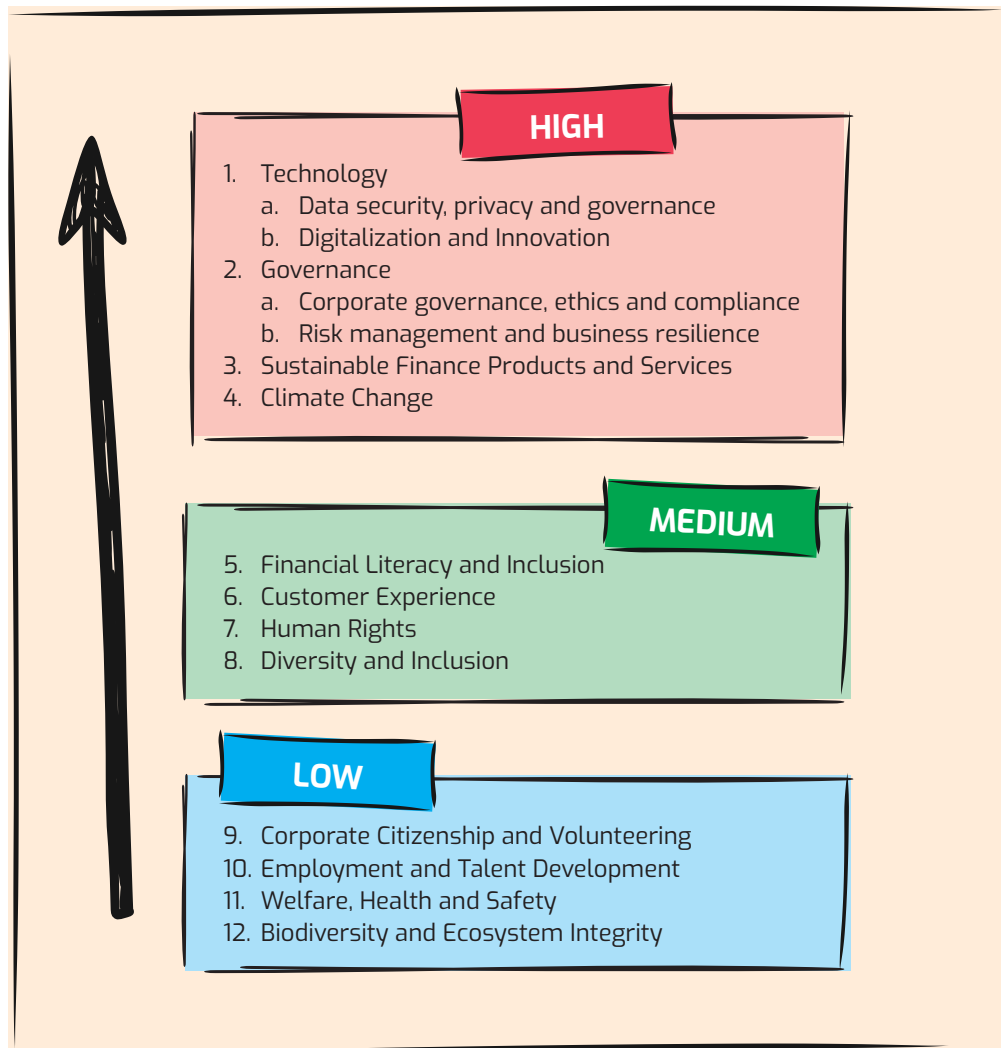 HIGH
1. Technology
a. Data security, privacy and governance
b. Digitalization and Innovation
2. Governance
a. Corporate governance, ethics and compliance
b. Risk management and business resilience
3. Sustainable Finance Products and Services
4. Climate Change
MEDIUM
5. Financial Literacy and Inclusion
6. Customer Experience
7. Human Rights
8. Diversity and Inclusion
LOW
9. Corporate Citizenship and Volunteering
10. Employment and Talent Development
11. Welfare, Health and Safety
12. Biodiversity and Ecosystem Integrity